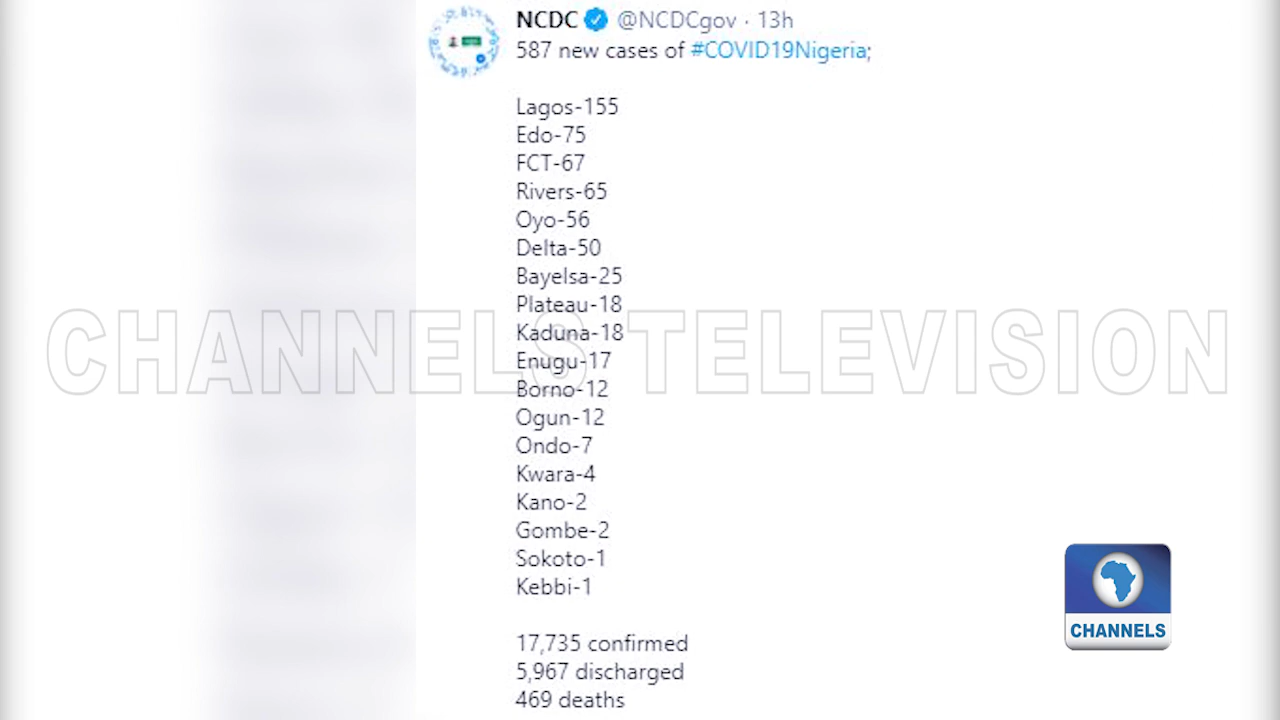 NCDC @NCDCgov · 13h
587 new cases of #COVID19Nigeria;
Lagos-155
Edo-75
FCT-67
Rivers-65
Oyo-56
Delta-50
Bayelsa-25
Plateau-18
Kaduna-18
Enugu-17
Borno-12
Ogun-12
Ondo-7
Kwara-4
Kano-2
Gombe-2
Sokoto-1
Kebbi-1
17,735 confirmed
5,967 discharged
469 deaths
CHANNELS TELEVISION
CHANNELS